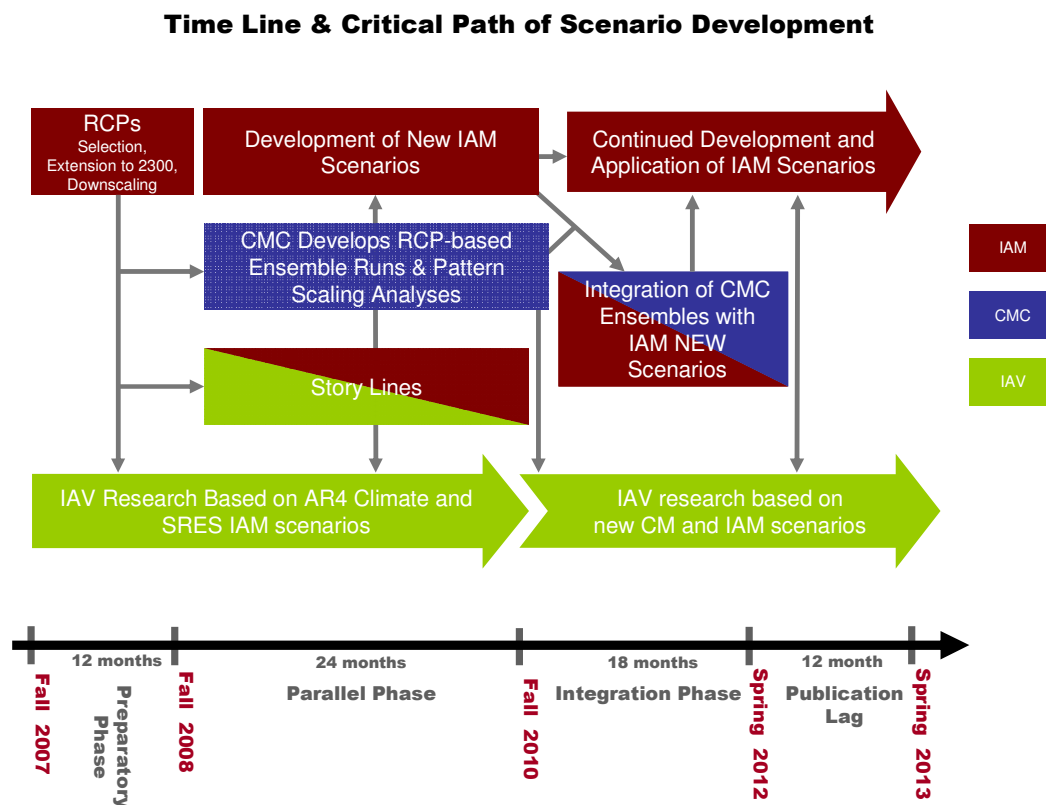 Time Line & Critical Path of Scenario Development
RCPs
Selection,
Extension to 2300,
Downscaling
Development of New IAM
Scenarios
Continued Development and
Application of IAM Scenarios
CMC Develops RCP-based
Ensemble Runs & Pattern
Scaling Analyses
Integration of CMC
Ensembles with
IAM NEW
Scenarios
IAM
CMC
IAV
Story Lines
IAV Research Based on AR4 Climate and
SRES IAM scenarios
IAV research based on
new CM and IAM scenarios
12 months
24 months
18 months
12 month
Fall 2007
Preparatory
Phase
Fall 2008
Parallel Phase
Fall 2010
Integration Phase
Spring 2012
Publication
Lag
Spring 2013